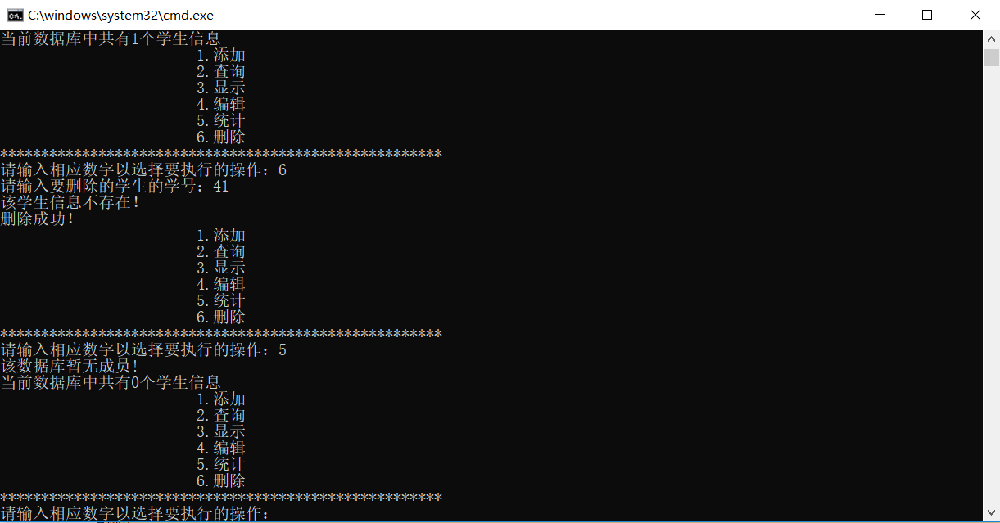 C:\windows\system32\cmd.exe
当前数据库中共有1个学生信息
1.添加
2.查询
3.显示
4.编辑
5.统计
6.删除
******************************************************
请输入相应数字以选择要执行的操作：6
请输入要删除的学生的学号：41
该学生信息不存在！
删除成功！
1.添加
2.查询
3.显示
4.编辑
5.统计
6.删除
******************************************************
请输入相应数字以选择要执行的操作：5
该数据库暂无成员！
当前数据库中共有0个学生信息
1.添加
2.查询
3.显示
4.编辑
5.统计
6.删除
******************************************************
请输入相应数字以选择要执行的操作：